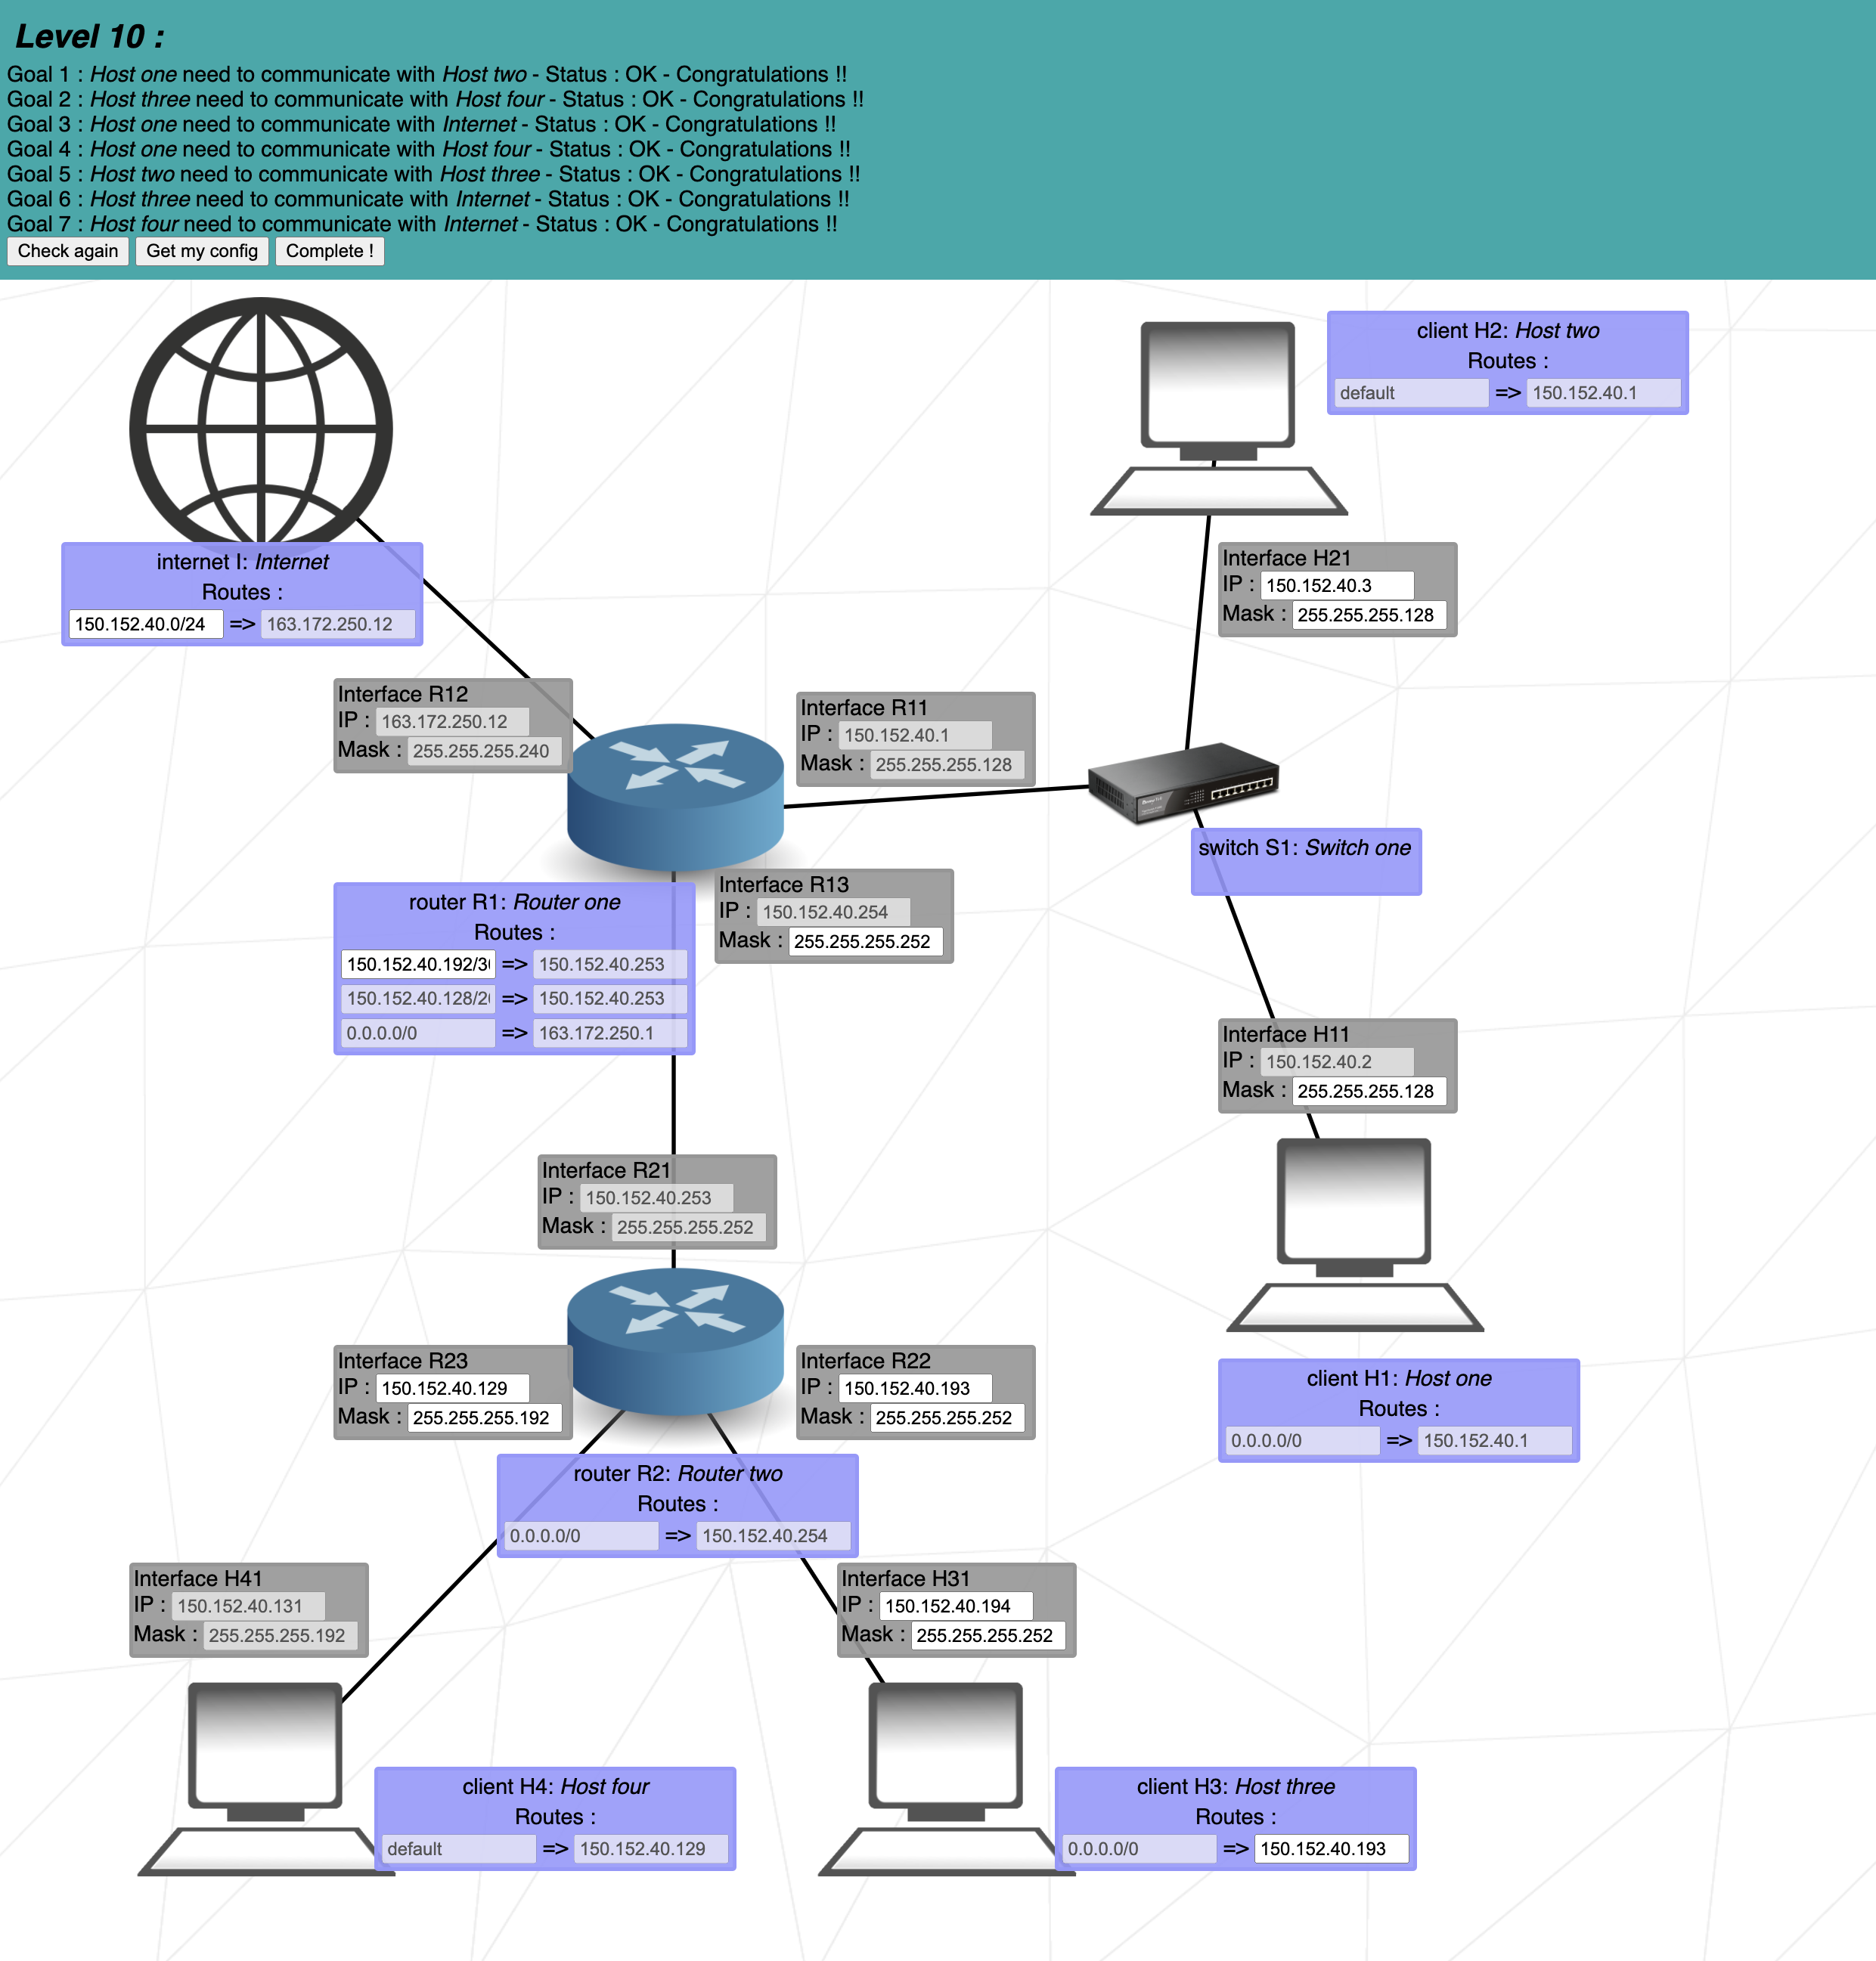 Level 10 :
Goal 1 : Host one need to communicate with Host two - Status : OK - Congratulations !!
Goal 2 : Host three need to communicate with Host four - Status : OK - Congratulations !!
Goal 3 : Host one need to communicate with Internet - Status : OK - Congratulations !!
Goal 4 : Host one need to communicate with Host four - Status : OK - Congratulations !!
Goal 5 : Host two need to communicate with Host three - Status : OK - Congratulations !!
Goal 6 : Host three need to communicate with Internet - Status : OK - Congratulations !!
Goal 7 : Host four need to communicate with Internet - Status : OK - Congratulations !!
Check again Get my config Complete !
client H2: Host two
Routes :
default => 150.152.40.1
internet I: Internet
Routes :
150.152.40.0/24 => 163.172.250.12
Interface H21
IP : 150.152.40.3
Mask : 255.255.255.128
Interface R12
IP : 163.172.250.12
Mask : 255.255.255.240
Interface R11
IP : 150.152.40.1
Mask : 255.255.255.128
switch S1: Switch one
Interface R13
IP : 150.152.40.254
Mask : 255.255.255.252
router R1: Router one
Routes :
150.152.40.192/3 => 150.152.40.253
150.152.40.128/2 => 150.152.40.253
0.0.0.0/0 => 163.172.250.1
Interface H11
IP : 150.152.40.2
Mask : 255.255.255.128
Interface R21
IP : 150.152.40.253
Mask : 255.255.255.252
Interface R23
IP : 150.152.40.129
Mask : 255.255.255.192
Interface R22
IP : 150.152.40.193
Mask : 255.255.255.252
client H1: Host one
Routes :
0.0.0.0/0 => 150.152.40.1
router R2: Router two
Routes :
0.0.0.0/0 => 150.152.40.254
Interface H41
IP : 150.152.40.131
Mask : 255.255.255.192
Interface H31
IP : 150.152.40.194
Mask : 255.255.255.252
client H4: Host four
Routes :
default => 150.152.40.129
client H3: Host three
Routes :
0.0.0.0/0 => 150.152.40.193